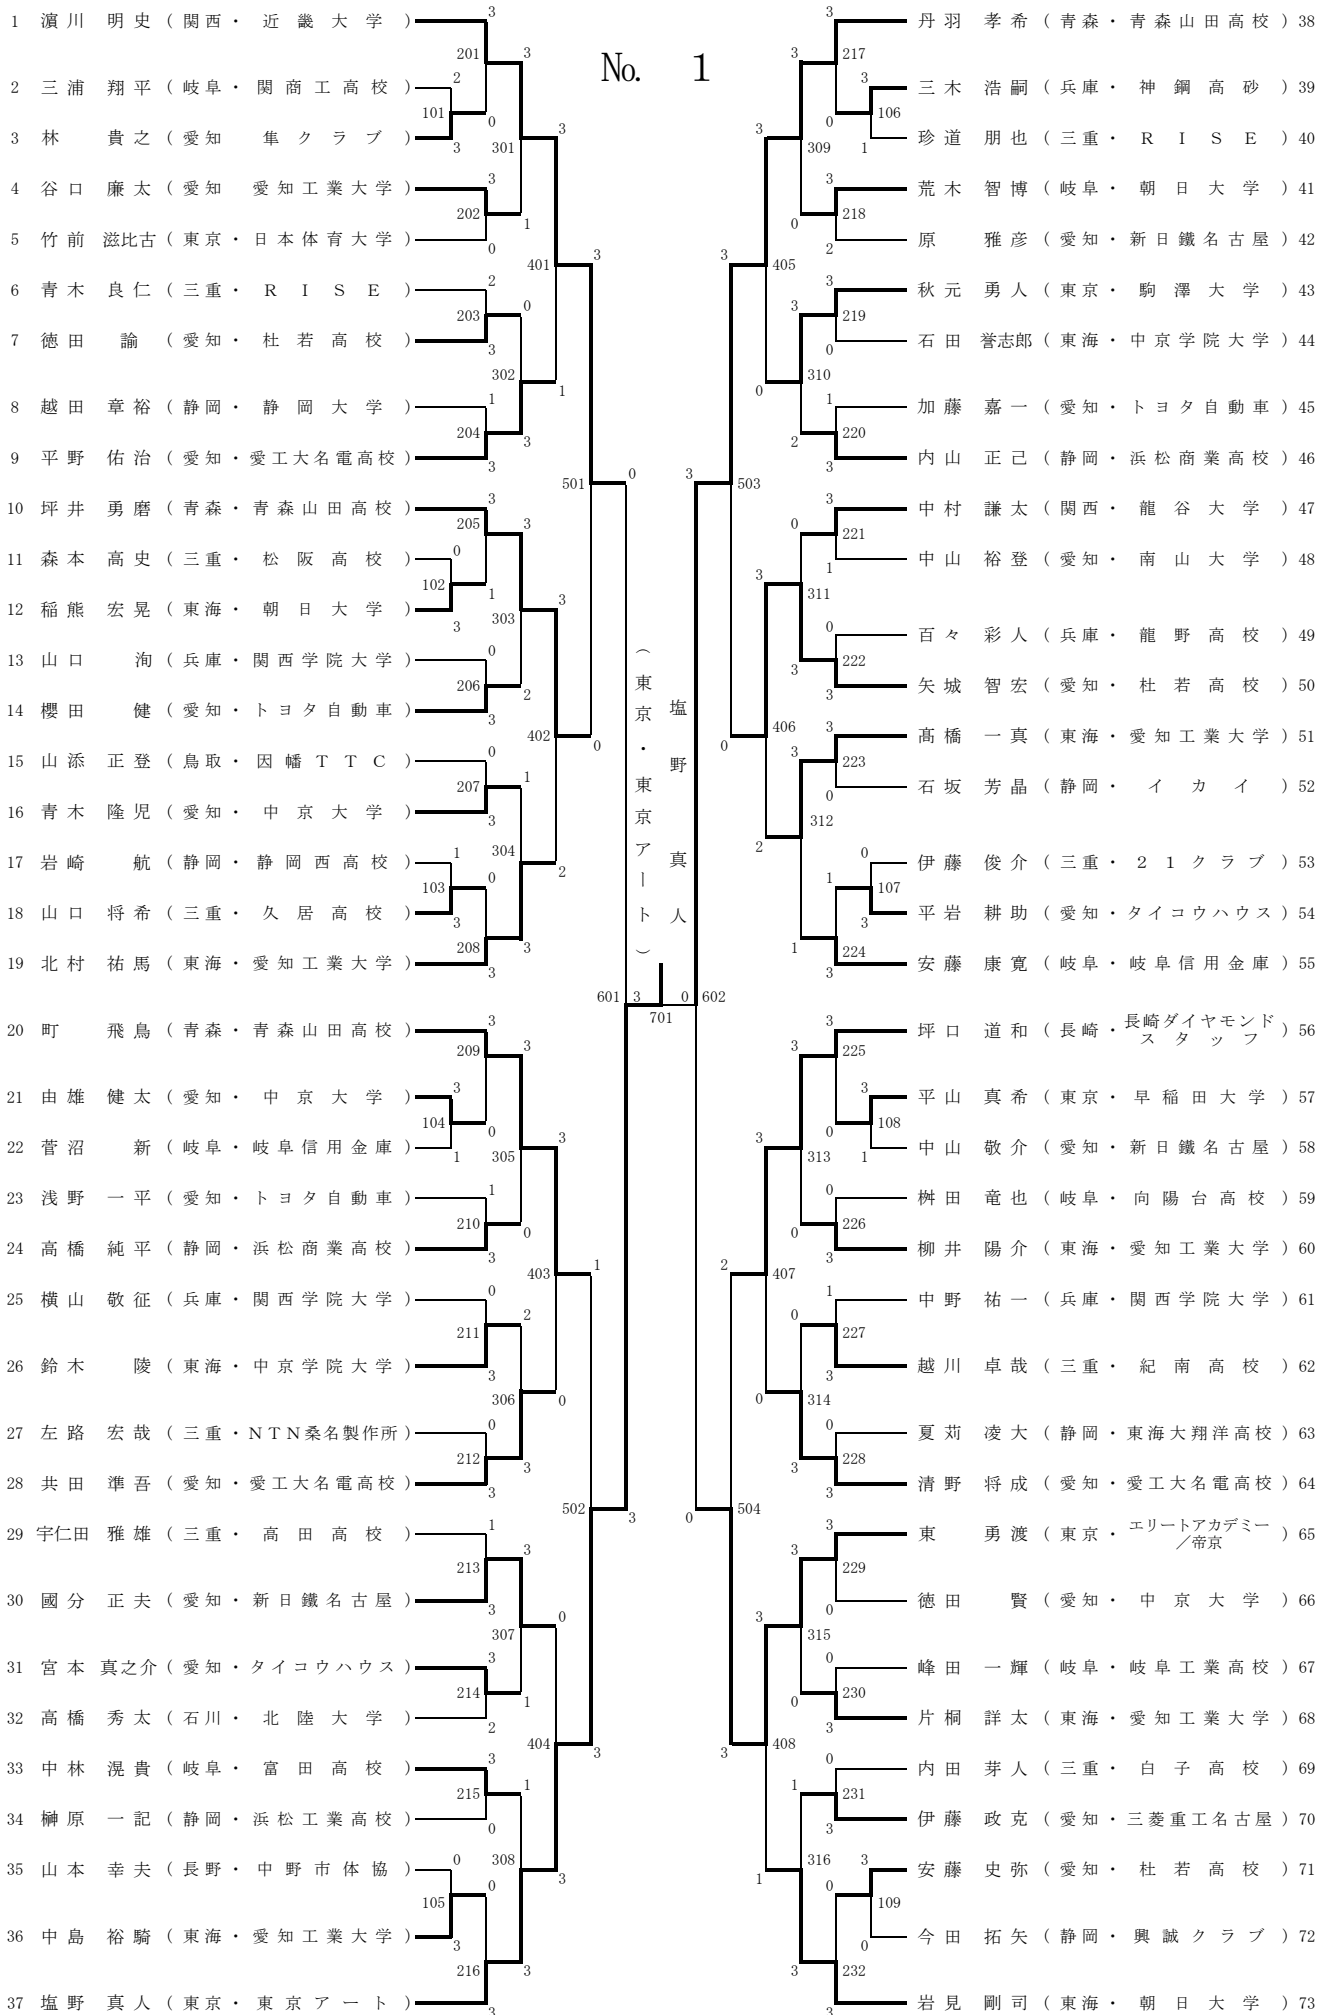 No. 1
1 濵川 明史 (関西・近畿大学)
2 三浦 翔平 (岐阜・関商工高校)
3 林 貴之 (愛知 隼クラブ)
4 谷口 廉太 (愛知 愛知工業大学)
5 竹前 滋比古 (東京・日本体育大学)
6 青木 良仁 (三重・RISE)
7 徳田 諭 (愛知・杜若高校)
8 越田 章裕 (静岡・静岡大学)
9 平野 佑治 (愛知・愛工大名電高校)
10 坪井 勇磨 (青森・青森山田高校)
11 森本 高史 (三重・松阪高校)
12 稲熊 宏晃 (東海・朝日大学)
13 山口 洵 (兵庫・関西学院大学)
14 櫻田 健 (愛知・トヨタ自動車)
15 山添 正登 (鳥取・因幡TTC)
16 青木 隆児 (愛知・中京大学)
17 岩崎 航 (静岡・静岡西高校)
18 山口 将希 (三重・久居高校)
19 北村 祐馬 (東海・愛知工業大学)
20 町 飛鳥 (青森・青森山田高校)
21 由雄 健太 (愛知・中京大学)
22 菅沼 新 (岐阜・岐阜信用金庫)
23 浅野 一平 (愛知・トヨタ自動車)
24 高橋 純平 (静岡・浜松商業高校)
25 横山 敬征 (兵庫・関西学院大学)
26 鈴木 陵 (東海・中京学院大学)
27 左路 宏哉 (三重・NTN桑名製作所)
28 共田 準吾 (愛知・愛工大名電高校)
29 宇仁田 雅雄 (三重・高田高校)
30 國分 正夫 (愛知・新日鐵名古屋)
31 宮本 真之介 (愛知・タイコウハウス)
32 高橋 秀太 (石川・北陸大学)
33 中林 滉貴 (岐阜・富田高校)
34 榊原 一記 (静岡・浜松工業高校)
35 山本 幸夫 (長野・中野市体協)
36 中島 裕騎 (東海・愛知工業大学)
37 塩野 真人 (東京・東京アート)
塩野 真人
(東京・東京アート)
丹羽 孝希 (青森・青森山田高校) 38
三木 浩嗣 (兵庫・神鋼高砂) 39
珍道 朋也 (三重・RISE) 40
荒木 智博 (岐阜・朝日大学) 41
原 雅彦 (愛知・新日鐵名古屋) 42
秋元 勇人 (東京・駒澤大学) 43
石田 誉志郎 (東海・中京学院大学) 44
加藤 嘉一 (愛知・トヨタ自動車) 45
内山 正己 (静岡・浜松商業高校) 46
中村 謙太 (関西・龍谷大学) 47
中山 裕登 (愛知・南山大学) 48
百々 彩人 (兵庫・龍野高校) 49
矢城 智宏 (愛知・杜若高校) 50
髙橋 一真 (東海・愛知工業大学) 51
石坂 芳晶 (静岡・イカイ) 52
伊藤 俊介 (三重・21クラブ) 53
平岩 耕助 (愛知・タイコウハウス) 54
安藤 康寛 (岐阜・岐阜信用金庫) 55
坪口 道和 (長崎・長崎ダイヤモンドスタッフ) 56
平山 真希 (東京・早稲田大学) 57
中山 敬介 (愛知・新日鐵名古屋) 58
桝田 竜也 (岐阜・向陽台高校) 59
柳井 陽介 (東海・愛知工業大学) 60
中野 祐一 (兵庫・関西学院大学) 61
越川 卓哉 (三重・紀南高校) 62
夏苅 凌大 (静岡・東海大翔洋高校) 63
清野 将成 (愛知・愛工大名電高校) 64
東 勇渡 (東京・エリートアカデミー/帝京) 65
徳田 賢 (愛知・中京大学) 66
峰田 一輝 (岐阜・岐阜工業高校) 67
片桐 詳太 (東海・愛知工業大学) 68
内田 芽人 (三重・白子高校) 69
伊藤 政克 (愛知・三菱重工名古屋) 70
安藤 史弥 (愛知・杜若高校) 71
今田 拓矢 (静岡・興誠クラブ) 72
岩見 剛司 (東海・朝日大学) 73